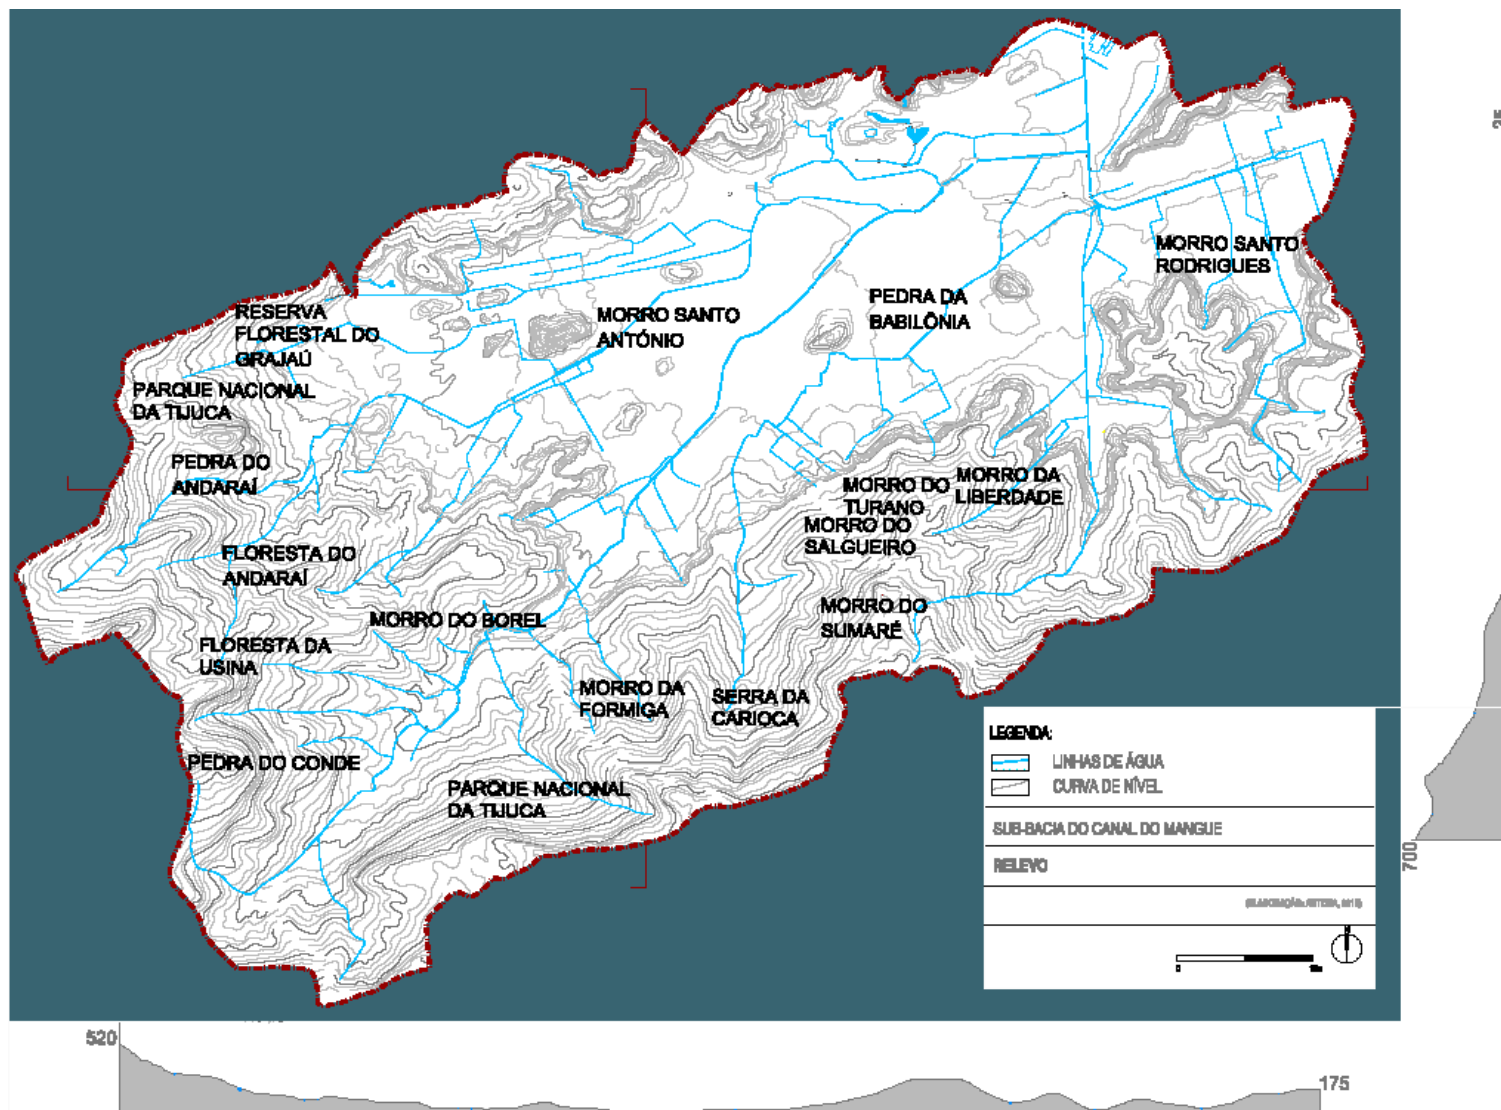 25
MORRO SANTO
RODRIGUES
PEDRA DA
BABILÔNIA
RESERVA
FLORESTAL DO
GRAJAÚ
MORRO SANTO
ANTÓNIO
PARQUE NACIONAL
DA TIJUCA
PEDRA DO
ANDARAÍ
MORRO DO
TURANO
MORRO DA
LIBERDADE
MORRO DO
SALGUEIRO
FLORESTA DO
ANDARAÍ
MORRO DO BOREL
MORRO DO
SUMARÉ
FLORESTA DA
USINA
MORRO DA
FORMIGA
SERRA DA
CARIOCA
PEDRA DO CONDE
PARQUE NACIONAL
DA TIJUCA
LEGENDA:
LINHAS DE ÁGUA
CURVA DE NÍVEL
SUB-BACIA DO CANAL DO MANGUE
RELEVO
0
700
520
175